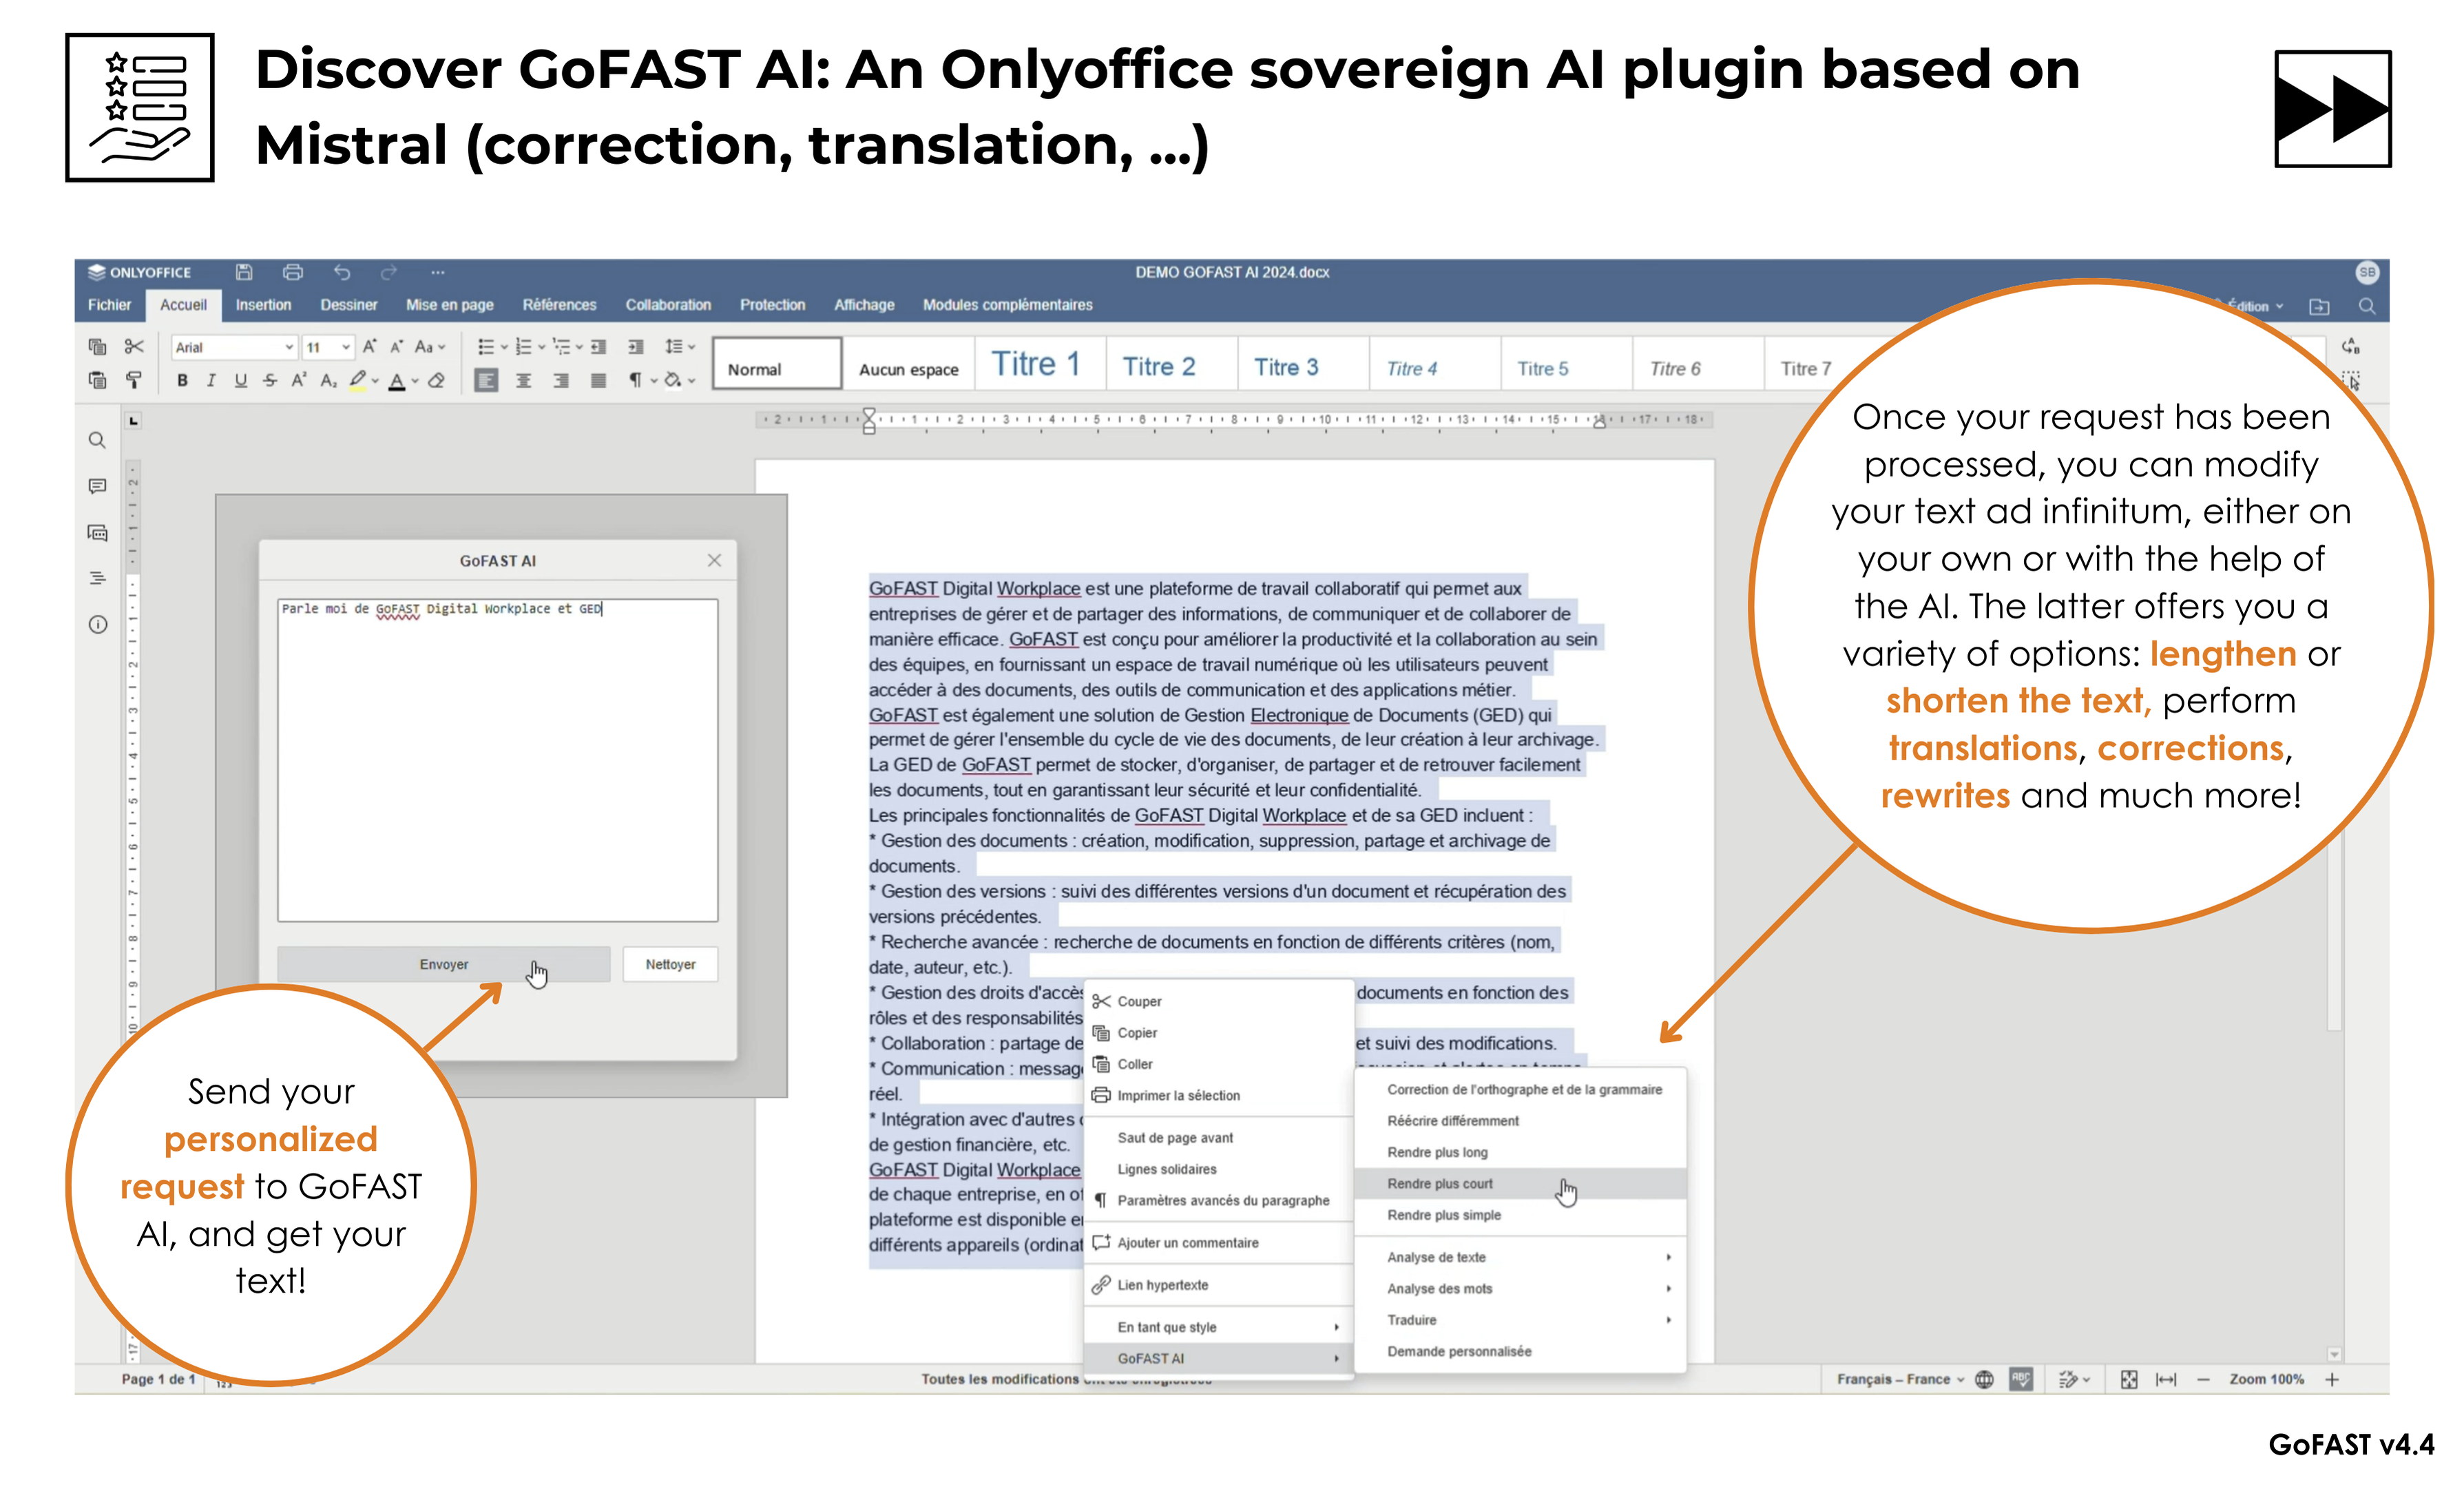 Discover GoFAST AI: An Onlyoffice sovereign AI plugin based on
Mistral (correction, translation, ...)
ONLYOFFICE
DEMO GOFAST AI 2024.docx
SB
Fichier Accueil Insertion Dessiner Mise en page Références Collaboration Protection Affichage Modules complémentaires
Édition
Arial 11
Normal Aucun espace Titre 1 Titre 2 Titre 3 Titre 4 Titre 5 Titre 6 Titre 7
GoFAST AI
Parle moi de GoFAST Digital Workplace et GED
Envoyer Nettoyer
Send your
personalized
request to GoFAST
AI, and get your
text!
GoFAST Digital Workplace est une plateforme de travail collaboratif qui permet aux
entreprises de gérer et de partager des informations, de communiquer et de collaborer de
manière efficace. GoFAST est conçu pour améliorer la productivité et la collaboration au sein
des équipes, en fournissant un espace de travail numérique où les utilisateurs peuvent
accéder à des documents, des outils de communication et des applications métier.
GoFAST est également une solution de Gestion Electronique de Documents (GED) qui
permet de gérer l'ensemble du cycle de vie des documents, de leur création à leur archivage.
La GED de GoFAST permet de stocker, d'organiser, de partager et de retrouver facilement
les documents, tout en garantissant leur sécurité et leur confidentialité.
Les principales fonctionnalités de GoFAST Digital Workplace et de sa GED incluent :
* Gestion des documents : création, modification, suppression, partage et archivage de
documents.
* Gestion des versions : suivi des différentes versions d'un document et récupération des
versions précédentes.
* Recherche avancée : recherche de documents en fonction de différents critères (nom,
date, auteur, etc.).
* Gestion des droits d'accès documents en fonction des
rôles et des responsabilités
* Collaboration : partage de et suivi des modifications.
* Communication : messag
réel.
* Intégration avec d'autres
de gestion financière, etc.
GoFAST Digital Workplace
de chaque entreprise, en
plateforme est disponible
différents appareils (ordinat
Couper
Copier
Coller
Imprimer la sélection
Saut de page avant
Lignes solidaires
Paramètres avancés du paragraphe
Ajouter un commentaire
Lien hypertexte
En tant que style
GoFAST AI
Correction de l'orthographe et de la grammaire
Réécrire différemment
Rendre plus long
Rendre plus court
Rendre plus simple
Analyse de texte
Analyse des mots
Traduire
Demande personnalisée
Once your request has been
processed, you can modify
your text ad infinitum, either on
your own or with the help of
the AI. The latter offers you a
variety of options: lengthen or
shorten the text, perform
translations, corrections,
rewrites and much more!
Page 1 de 1
Toutes les modifications
Français – France
Zoom 100%
GoFAST v4.4